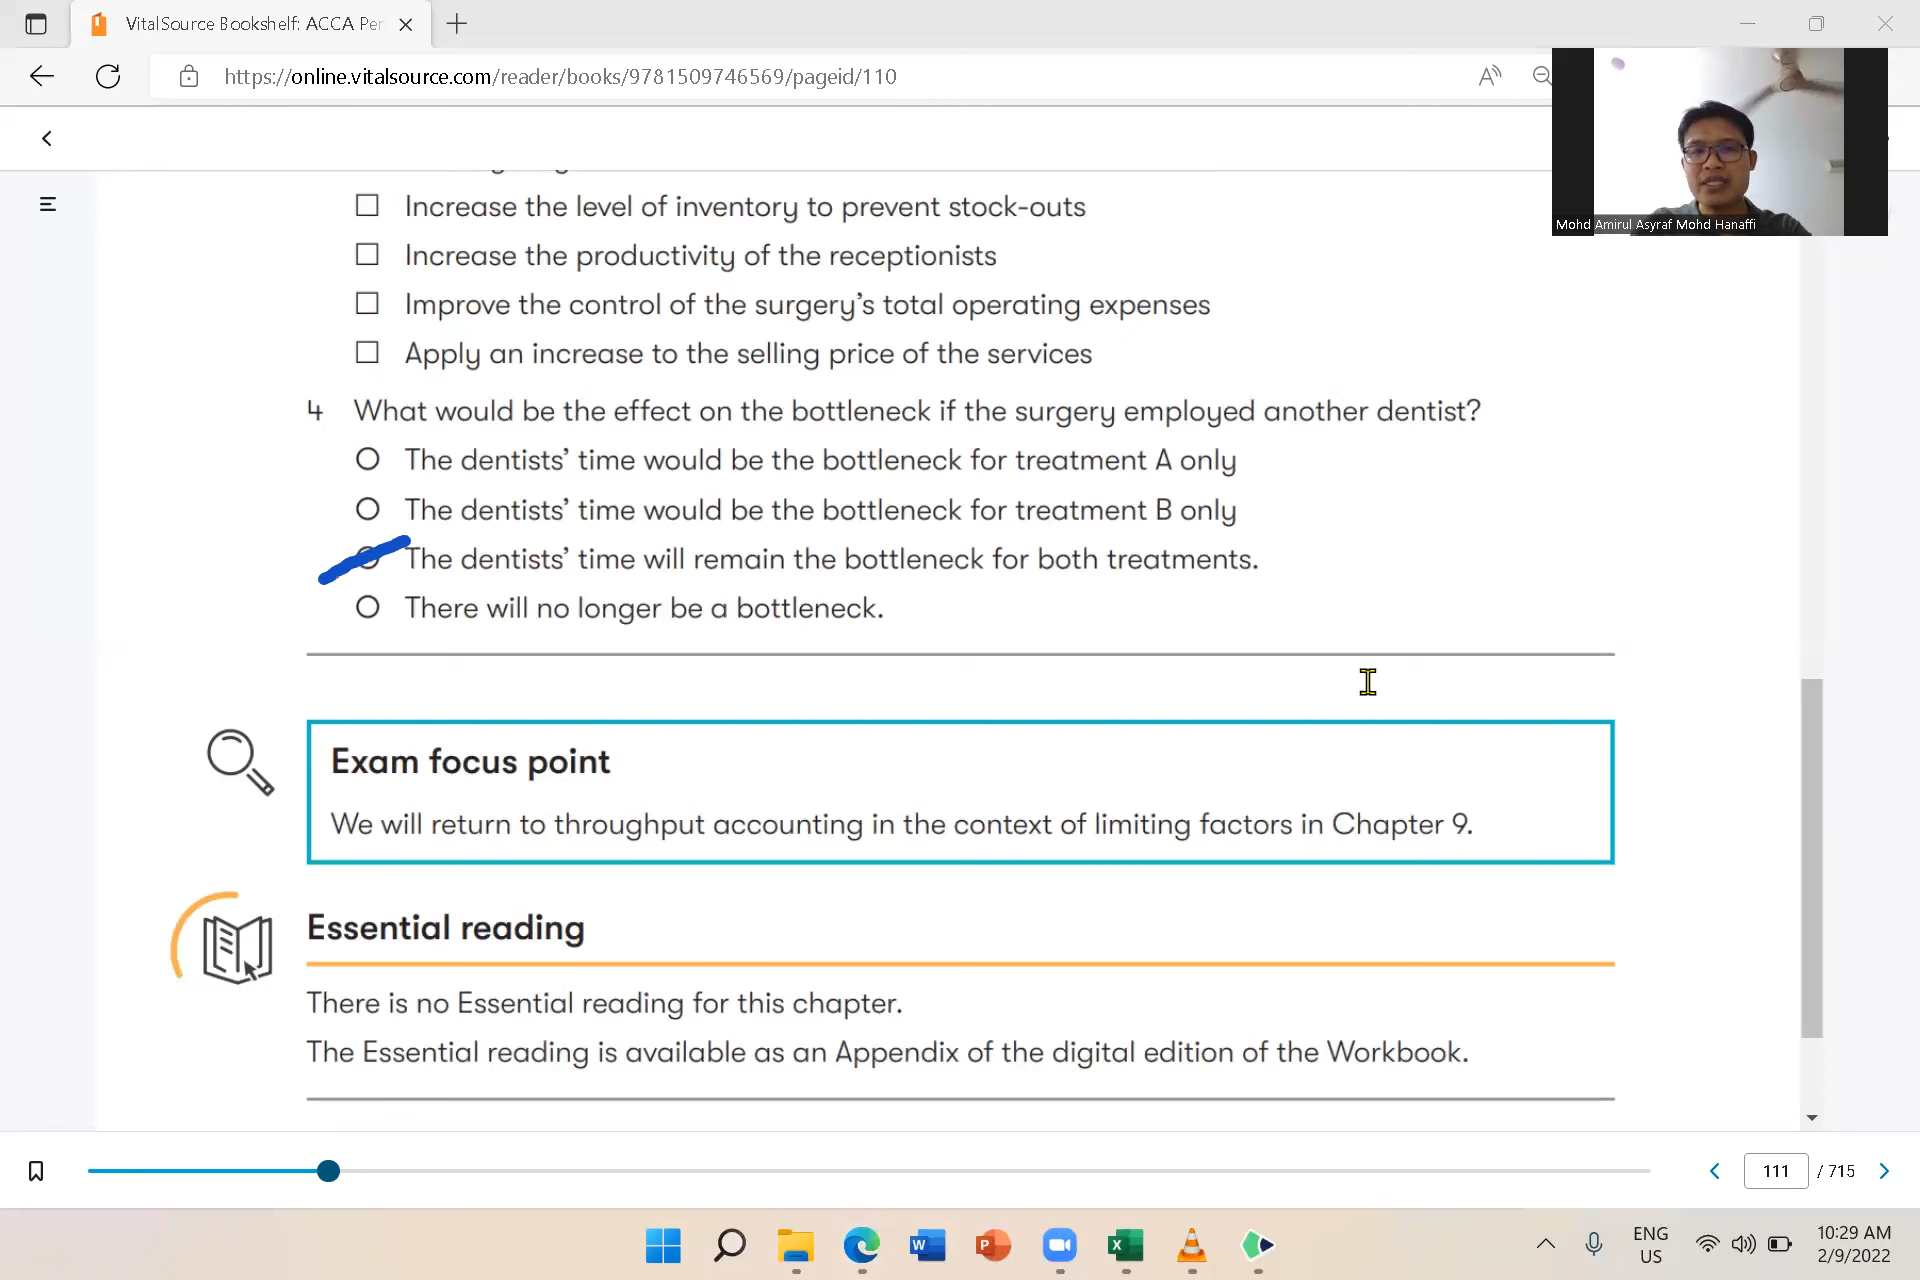 VitalSource Bookshelf: ACCA Per
https://online.vitalsource.com/reader/books/9781509746569/pageid/110
Mohd Amirul Asyraf Mohd Hanaffi
Increase the level of inventory to prevent stock-outs
Increase the productivity of the receptionists
Improve the control of the surgery's total operating expenses
Apply an increase to the selling price of the services
4 What would be the effect on the bottleneck if the surgery employed another dentist?
The dentists' time would be the bottleneck for treatment A only
The dentists' time would be the bottleneck for treatment B only
The dentists' time will remain the bottleneck for both treatments.
There will no longer be a bottleneck.
Exam focus point
We will return to throughput accounting in the context of limiting factors in Chapter 9.
Essential reading
There is no Essential reading for this chapter.
The Essential reading is available as an Appendix of the digital edition of the Workbook.
111 / 715
ENG
US
10:29 AM
2/9/2022